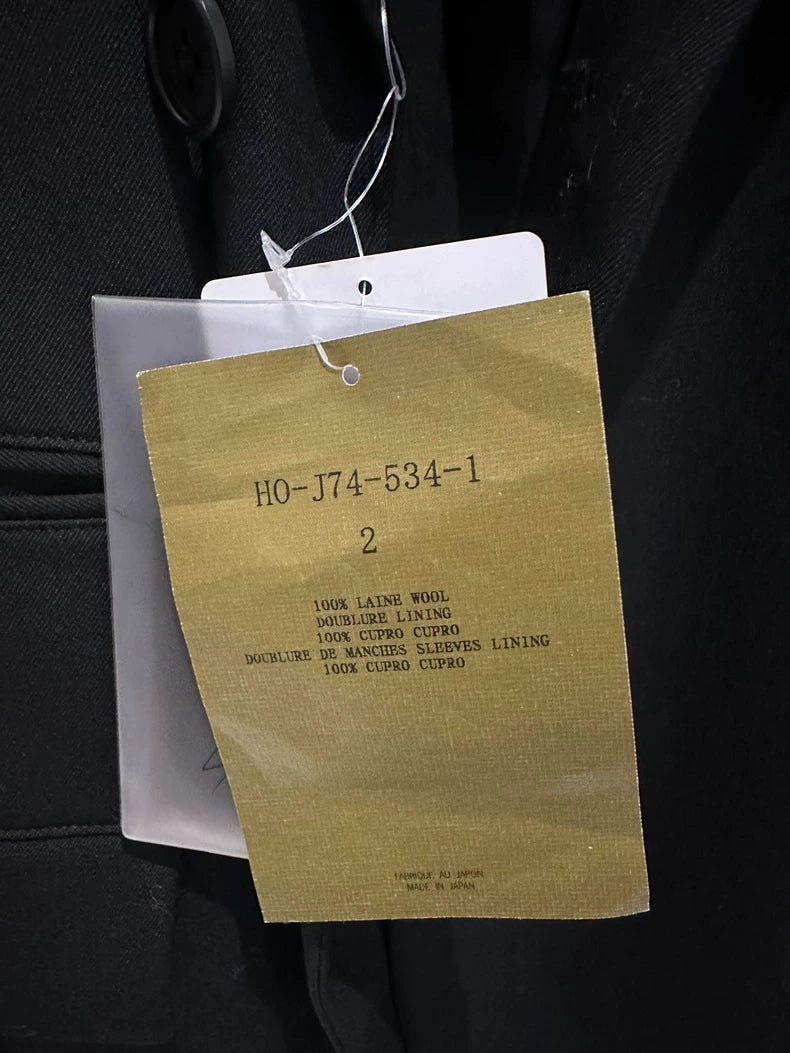 HO-J74-534-1
2
100% LAINE WOOL
DOUBLURE LINING
100% CUPRO CUPRO
DOUBLURE DE MANCHES SLEEVES LINING
100% CUPRO CUPRO
FABRIQUE AU JAPON
MADE IN JAPAN